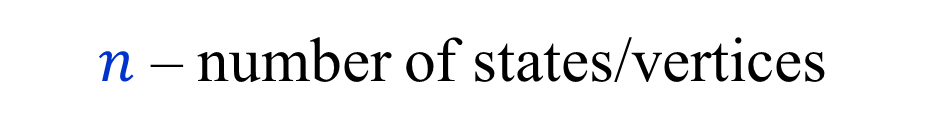 n – number of states/vertices